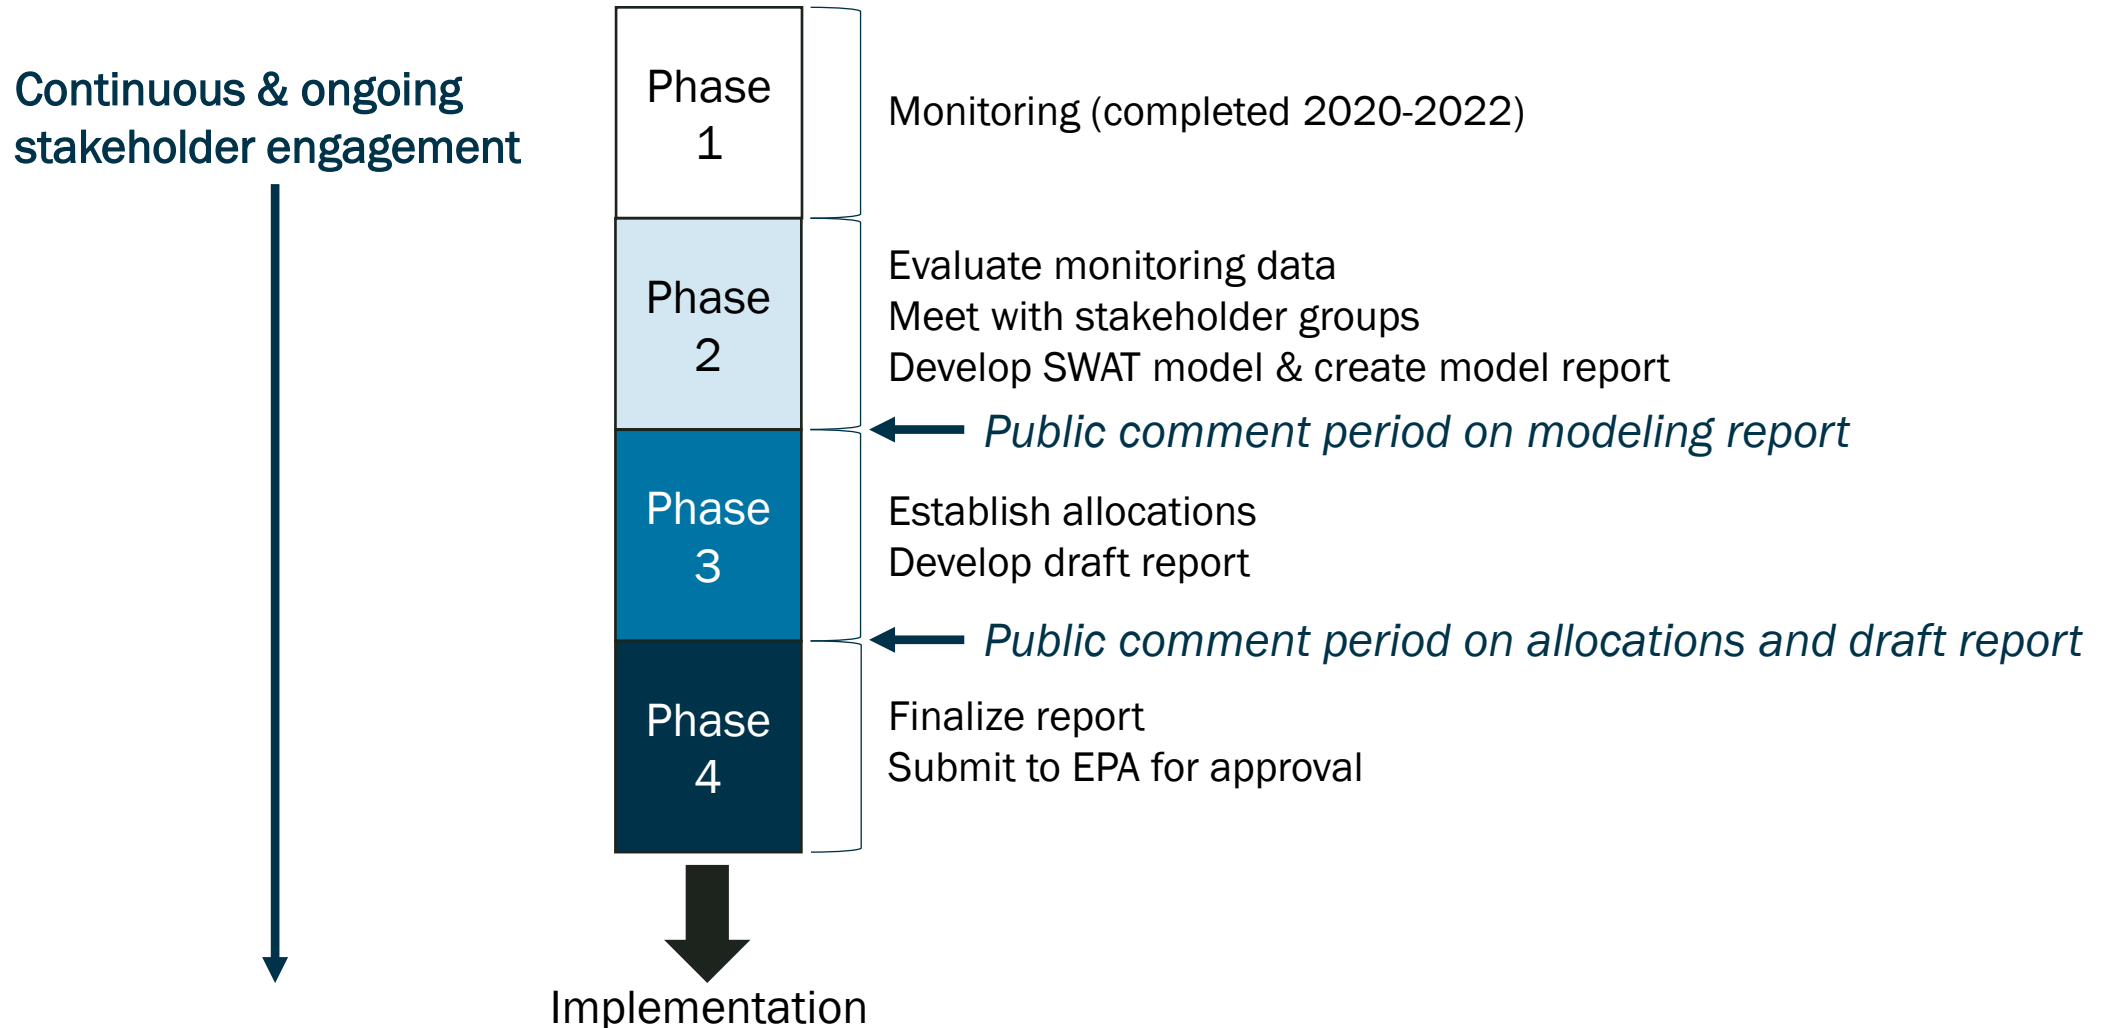 Continuous & ongoing
stakeholder engagement
Phase
1
Monitoring (completed 2020-2022)
Phase
2
Evaluate monitoring data
Meet with stakeholder groups
Develop SWAT model & create model report
Public comment period on modeling report
Phase
3
Establish allocations
Develop draft report
Public comment period on allocations and draft report
Phase
4
Finalize report
Submit to EPA for approval
Implementation